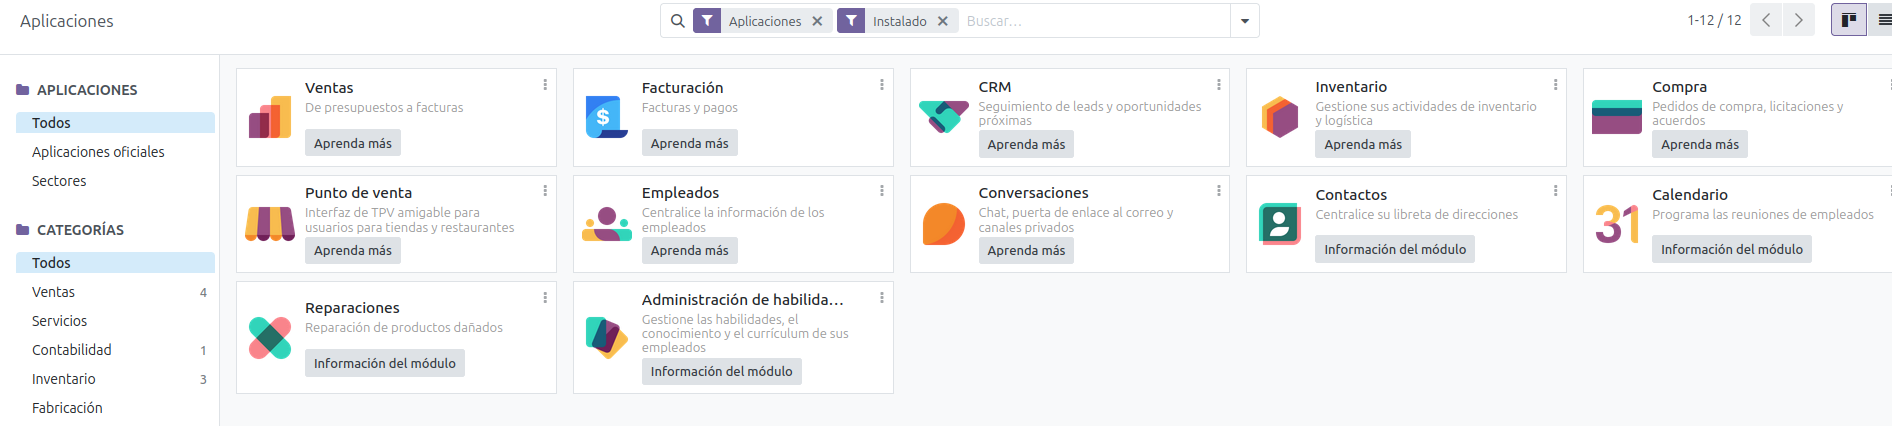 Aplicaciones
Aplicaciones Instalado Buscar...
1-12 / 12
APLICACIONES
Todos
Aplicaciones oficiales
Sectores
CATEGORÍAS
Todos
Ventas 4
Servicios
Contabilidad 1
Inventario 3
Fabricación
Ventas
De presupuestos a facturas
Aprenda más
Facturación
Facturas y pagos
Aprenda más
$
CRM
Seguimiento de leads y oportunidades
próximas
Aprenda más
Inventario
Gestione sus actividades de inventario
y logística
Aprenda más
Compra
Pedidos de compra, licitaciones y
acuerdos
Aprenda más
Punto de venta
Interfaz de TPV amigable para
usuarios para tiendas y restaurantes
Aprenda más
Empleados
Centralice la información de los
empleados
Aprenda más
Conversaciones
Chat, puerta de enlace al correo y
canales privados
Aprenda más
Contactos
Centralice su libreta de direcciones
Información del módulo
31
Calendario
Programa las reuniones de empleados
Información del módulo
Reparaciones
Reparación de productos dañados
Información del módulo
Administración de habilida...
Gestione las habilidades, el
conocimiento y el currículum de sus
empleados
Información del módulo